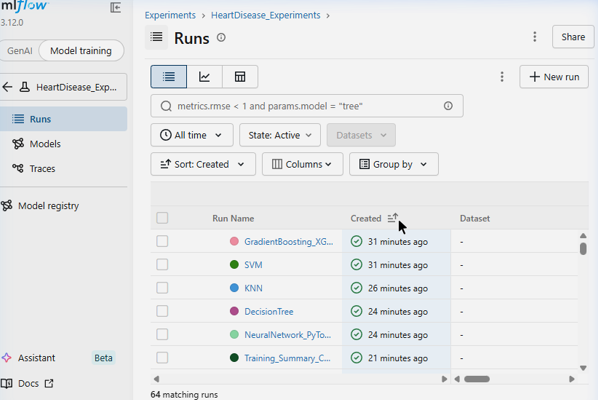 mlflow
3.12.0
GenAI Model training
HeartDisease_Exp...
Runs
Models
Traces
Model registry
Assistant Beta
Docs
Experiments > HeartDisease_Experiments >
Runs
Share
New run
metrics.rmse < 1 and params.model = "tree"
All time State: Active Datasets
Sort: Created Columns Group by
Run Name Created Dataset
GradientBoosting_XG... 31 minutes ago -
SVM 31 minutes ago -
KNN 26 minutes ago -
DecisionTree 24 minutes ago -
NeuralNetwork_PyTo... 24 minutes ago -
Training_Summary_C... 21 minutes ago -
64 matching runs